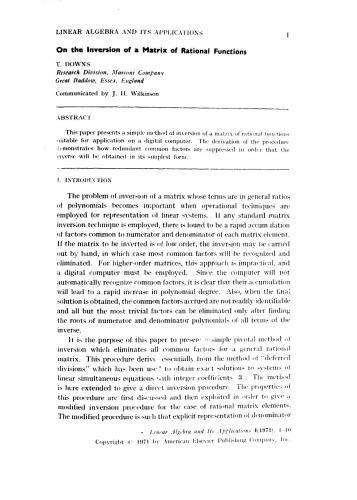 LINEAR ALGEBRA AND ITS APPLICATIONS 1
On the Inversion of a Matrix of Rational Functions
T. DOWNS
Research Division, Marconi Company
Great Baddow, Essex, England
Communicated by J. H. Wilkinson
ABSTRACT
This paper presents a simple method of inversion of a matrix of rational functions
suitable for application on a digital computer. The derivation of the procedure
demonstrates how redundant common factors are suppressed in order that the
inverse will be obtained in its simplest form.
1. INTRODUCTION
The problem of inversion of a matrix whose terms are in general ratios
of polynomials becomes important when operational techniques are
employed for representation of linear systems. If any standard matrix
inversion technique is employed, there is found to be a rapid accumulation
of factors common to numerator and denominator of each matrix element.
If the matrix to be inverted is of low order, the inversion may be carried
out by hand, in which case most common factors will be recognized and
eliminated. For higher-order matrices, this approach is impractical, and
a digital computer must be employed. Since the computer will not
automatically recognize common factors, it is clear that their accumulation
will lead to a rapid increase in polynomial degree. Also, when the final
solution is obtained, the common factors accrued are not readily identifiable
and all but the most trivial factors can be eliminated only after finding
the roots of numerator and denominator polynomials of all terms of the
inverse.
It is the purpose of this paper to present a simple pivotal method of
inversion which eliminates all common factors for a general rational
matrix. This procedure derives essentially from the method of "deferred
divisions" which has been used to obtain exact solutions to systems of
linear simultaneous equations with integer coefficients 3. The method
is here extended to give a direct inversion procedure. The properties of
this procedure are first discussed and then exploited in order to give a
modified inversion procedure for the case of rational matrix elements.
The modified procedure is such that explicit representation of denominator
Linear Algebra and Its Applications 4(1971), 1-10
Copyright © 1971 by American Elsevier Publishing Company, Inc.